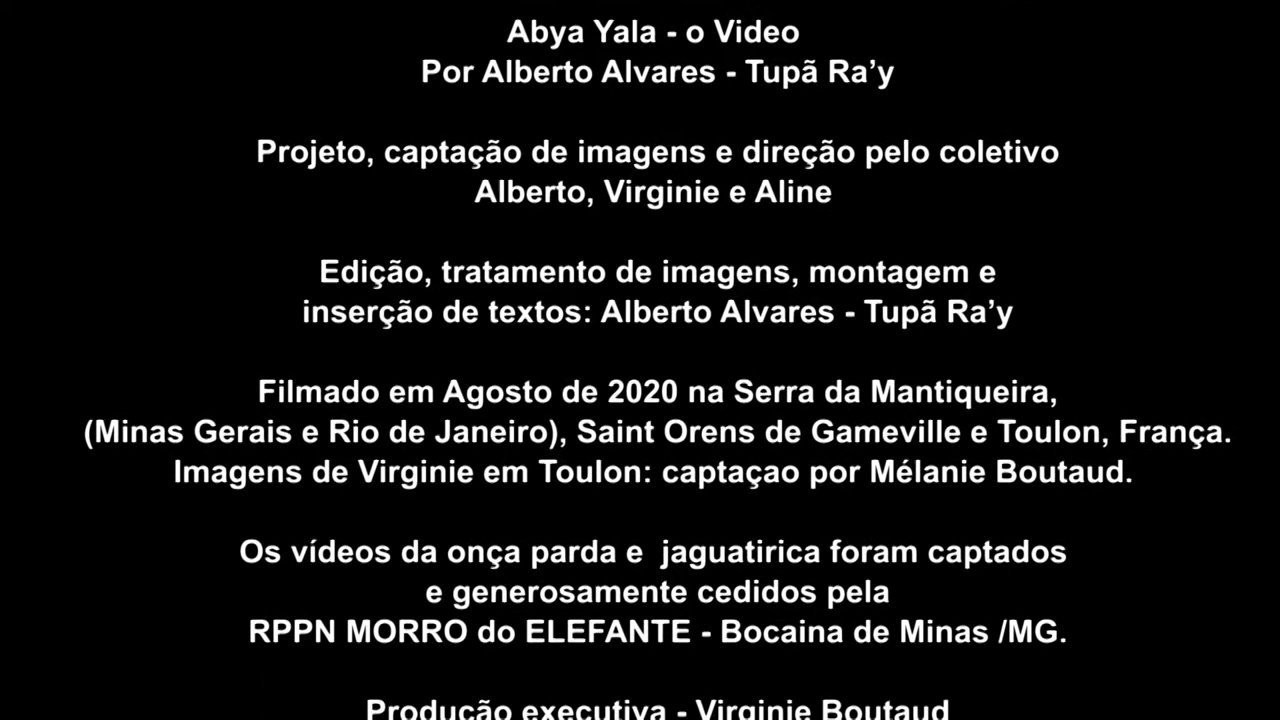 Abya Yala - o Video
Por Alberto Alvares - Tupã Ra’y
Projeto, captação de imagens e direção pelo coletivo
Alberto, Virginie e Aline
Edição, tratamento de imagens, montagem e
inserção de textos: Alberto Alvares - Tupã Ra’y
Filmado em Agosto de 2020 na Serra da Mantiqueira,
(Minas Gerais e Rio de Janeiro), Saint Orens de Gameville e Toulon, França.
Imagens de Virginie em Toulon: captaçao por Mélanie Boutaud.
Os vídeos da onça parda e  jaguatirica foram captados
e generosamente cedidos pela
RPPN MORRO do ELEFANTE - Bocaina de Minas /MG.
Produção executiva - Virginie Boutaud